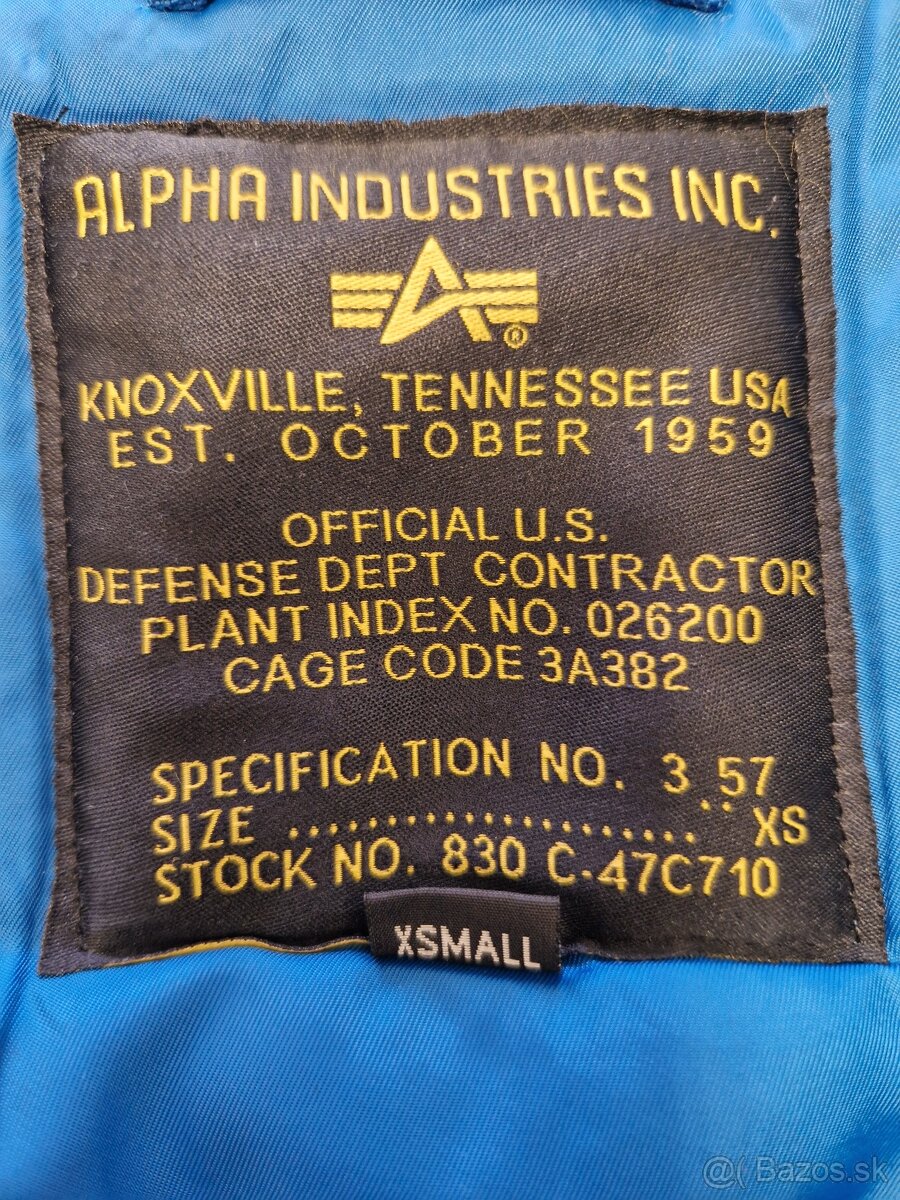 ALPHA INDUSTRIES INC.
®
KNOXVILLE, TENNESSEE USA
EST. OCTOBER 1959
OFFICIAL U.S.
DEFENSE DEPT CONTRACTOR
PLANT INDEX NO. 026200
CAGE CODE 3A382
SPECIFICATION NO. 3 57
SIZE ........................ XS
STOCK NO. 830 C-47C710
XSMALL
@( Bazos.sk